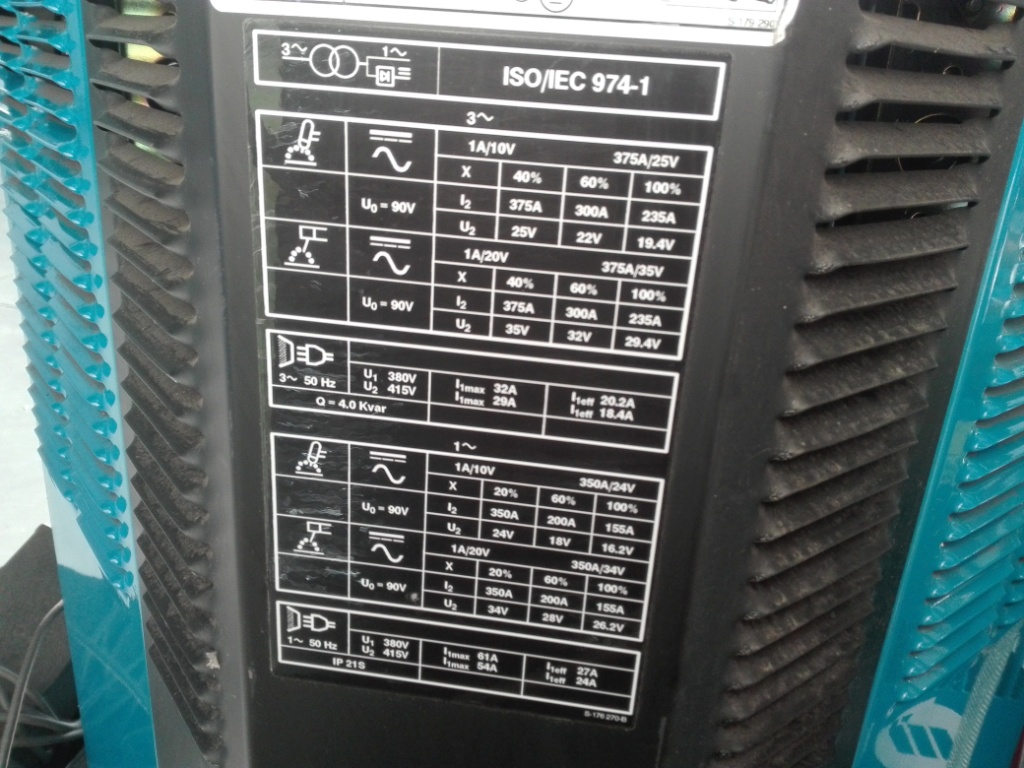 S-179 290
3~ 1~ ISO/IEC 974-1
3~
1A/10V 375A/25V
X 40% 60% 100%
U0 = 90V I2 375A 300A 235A
U2 25V 22V 19.4V
1A/20V 375A/35V
X 40% 60% 100%
U0 = 90V I2 375A 300A 235A
U2 35V 32V 29.4V
3~ 50 Hz U1 380V I1max 32A I1eff 20.2A
U2 415V I1max 29A I1eff 18.4A
Q = 4.0 Kvar
1~
1A/10V 350A/24V
X 20% 60% 100%
U0 = 90V I2 350A 200A 155A
U2 24V 18V 16.2V
1A/20V 350A/34V
X 20% 60% 100%
U0 = 90V I2 350A 200A 155A
U2 34V 28V 26.2V
1~ 50 Hz U1 380V I1max 61A I1eff 27A
U2 415V I1max 54A I1eff 24A
IP 21S
S-176 270-B